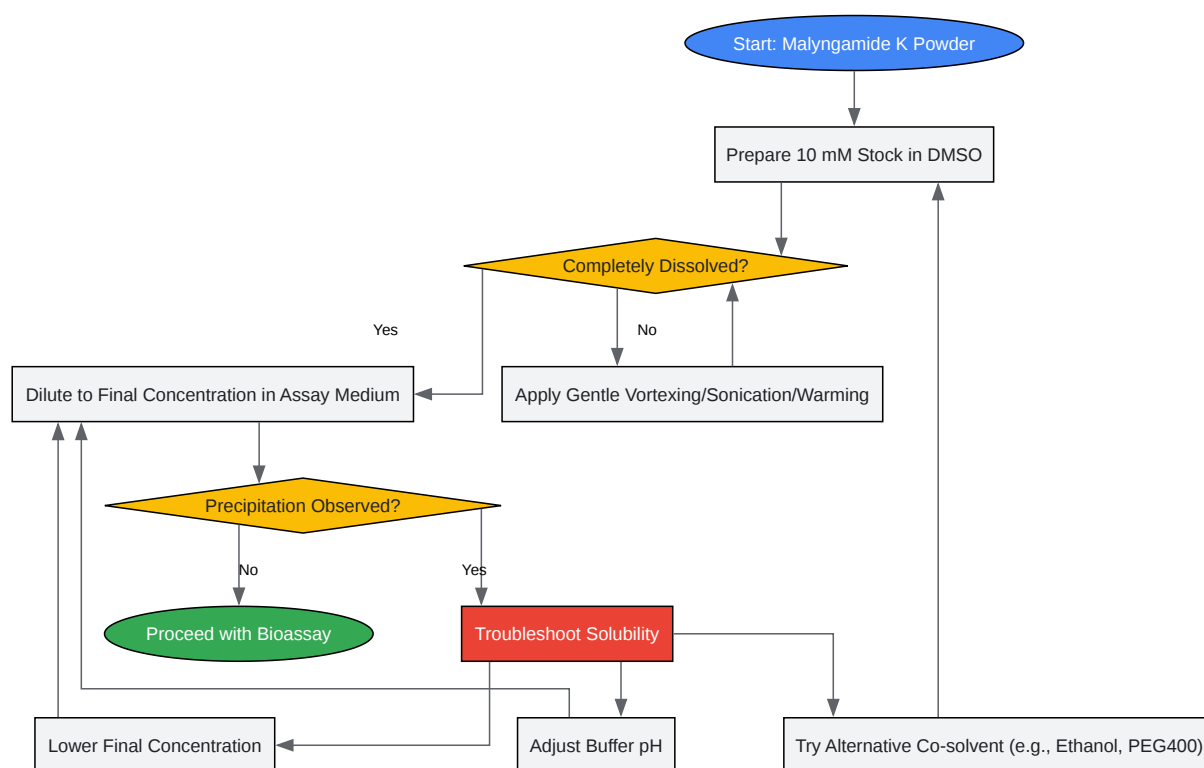 Start: Malyngamide K Powder
Prepare 10 mM Stock in DMSO
Completely Dissolved?
Yes
No
Dilute to Final Concentration in Assay Medium
Apply Gentle Vortexing/Sonication/Warming
Precipitation Observed?
No
Yes
Proceed with Bioassay
Troubleshoot Solubility
Lower Final Concentration
Adjust Buffer pH
Try Alternative Co-solvent (e.g., Ethanol, PEG400)